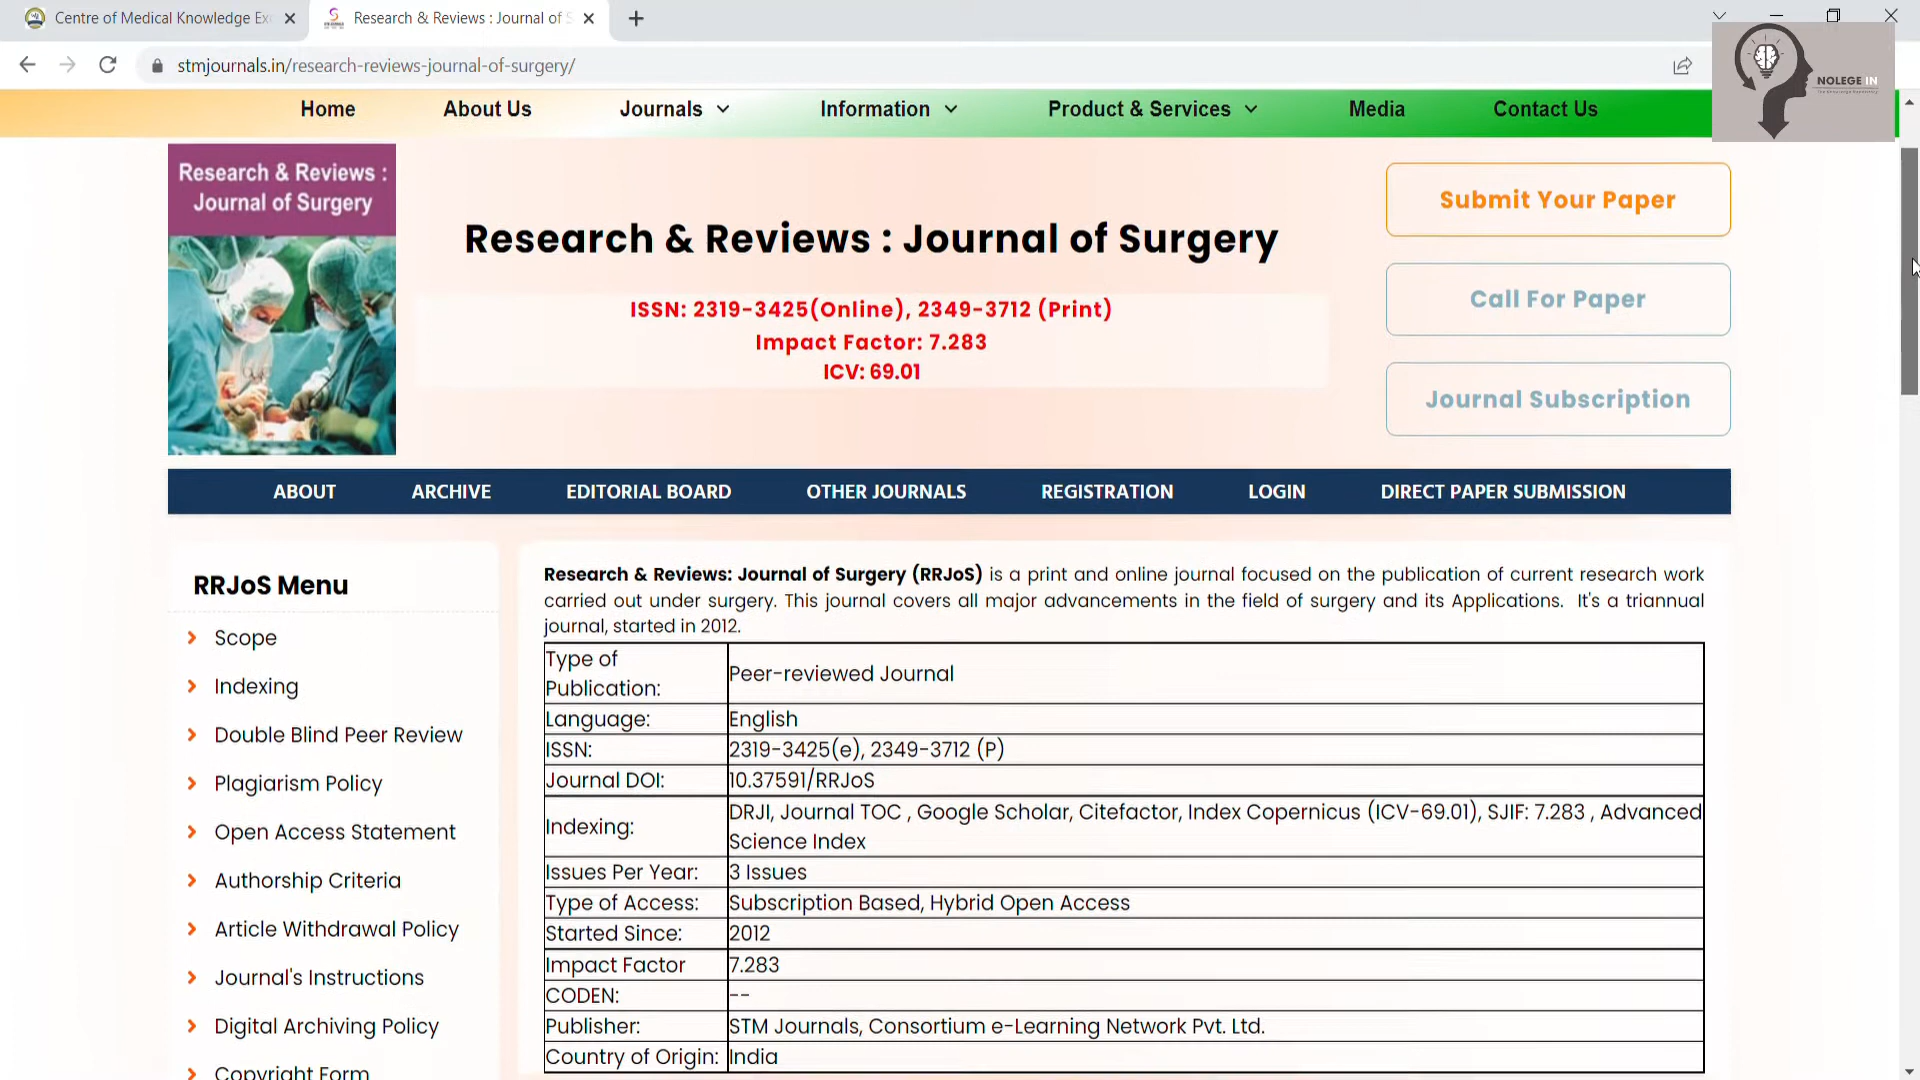 Centre of Medical Knowledge Ex
Research & Reviews : Journal of S
stmjournals.in/research-reviews-journal-of-surgery/
NOLEGE IN
Home About Us Journals Information Product & Services Media Contact Us
Research & Reviews :
Journal of Surgery
Research & Reviews : Journal of Surgery
ISSN: 2319-3425(Online), 2349-3712 (Print)
Impact Factor: 7.283
ICV: 69.01
Submit Your Paper
Call For Paper
Journal Subscription
ABOUT ARCHIVE EDITORIAL BOARD OTHER JOURNALS REGISTRATION LOGIN DIRECT PAPER SUBMISSION
RRJoS Menu
Scope
Indexing
Double Blind Peer Review
Plagiarism Policy
Open Access Statement
Authorship Criteria
Article Withdrawal Policy
Journal's Instructions
Digital Archiving Policy
Copyright Form
Research & Reviews: Journal of Surgery (RRJoS) is a print and online journal focused on the publication of current research work
carried out under surgery. This journal covers all major advancements in the field of surgery and its Applications. It's a triannual
journal, started in 2012.
Type of
Publication: Peer-reviewed Journal
Language: English
ISSN: 2319-3425(e), 2349-3712 (P)
Journal DOI: 10.37591/RRJoS
Indexing: DRJI, Journal TOC , Google Scholar, Citefactor, Index Copernicus (ICV-69.01), SJIF: 7.283 , Advanced
Science Index
Issues Per Year: 3 Issues
Type of Access: Subscription Based, Hybrid Open Access
Started Since: 2012
Impact Factor 7.283
CODEN: --
Publisher: STM Journals, Consortium e-Learning Network Pvt. Ltd.
Country of Origin: India